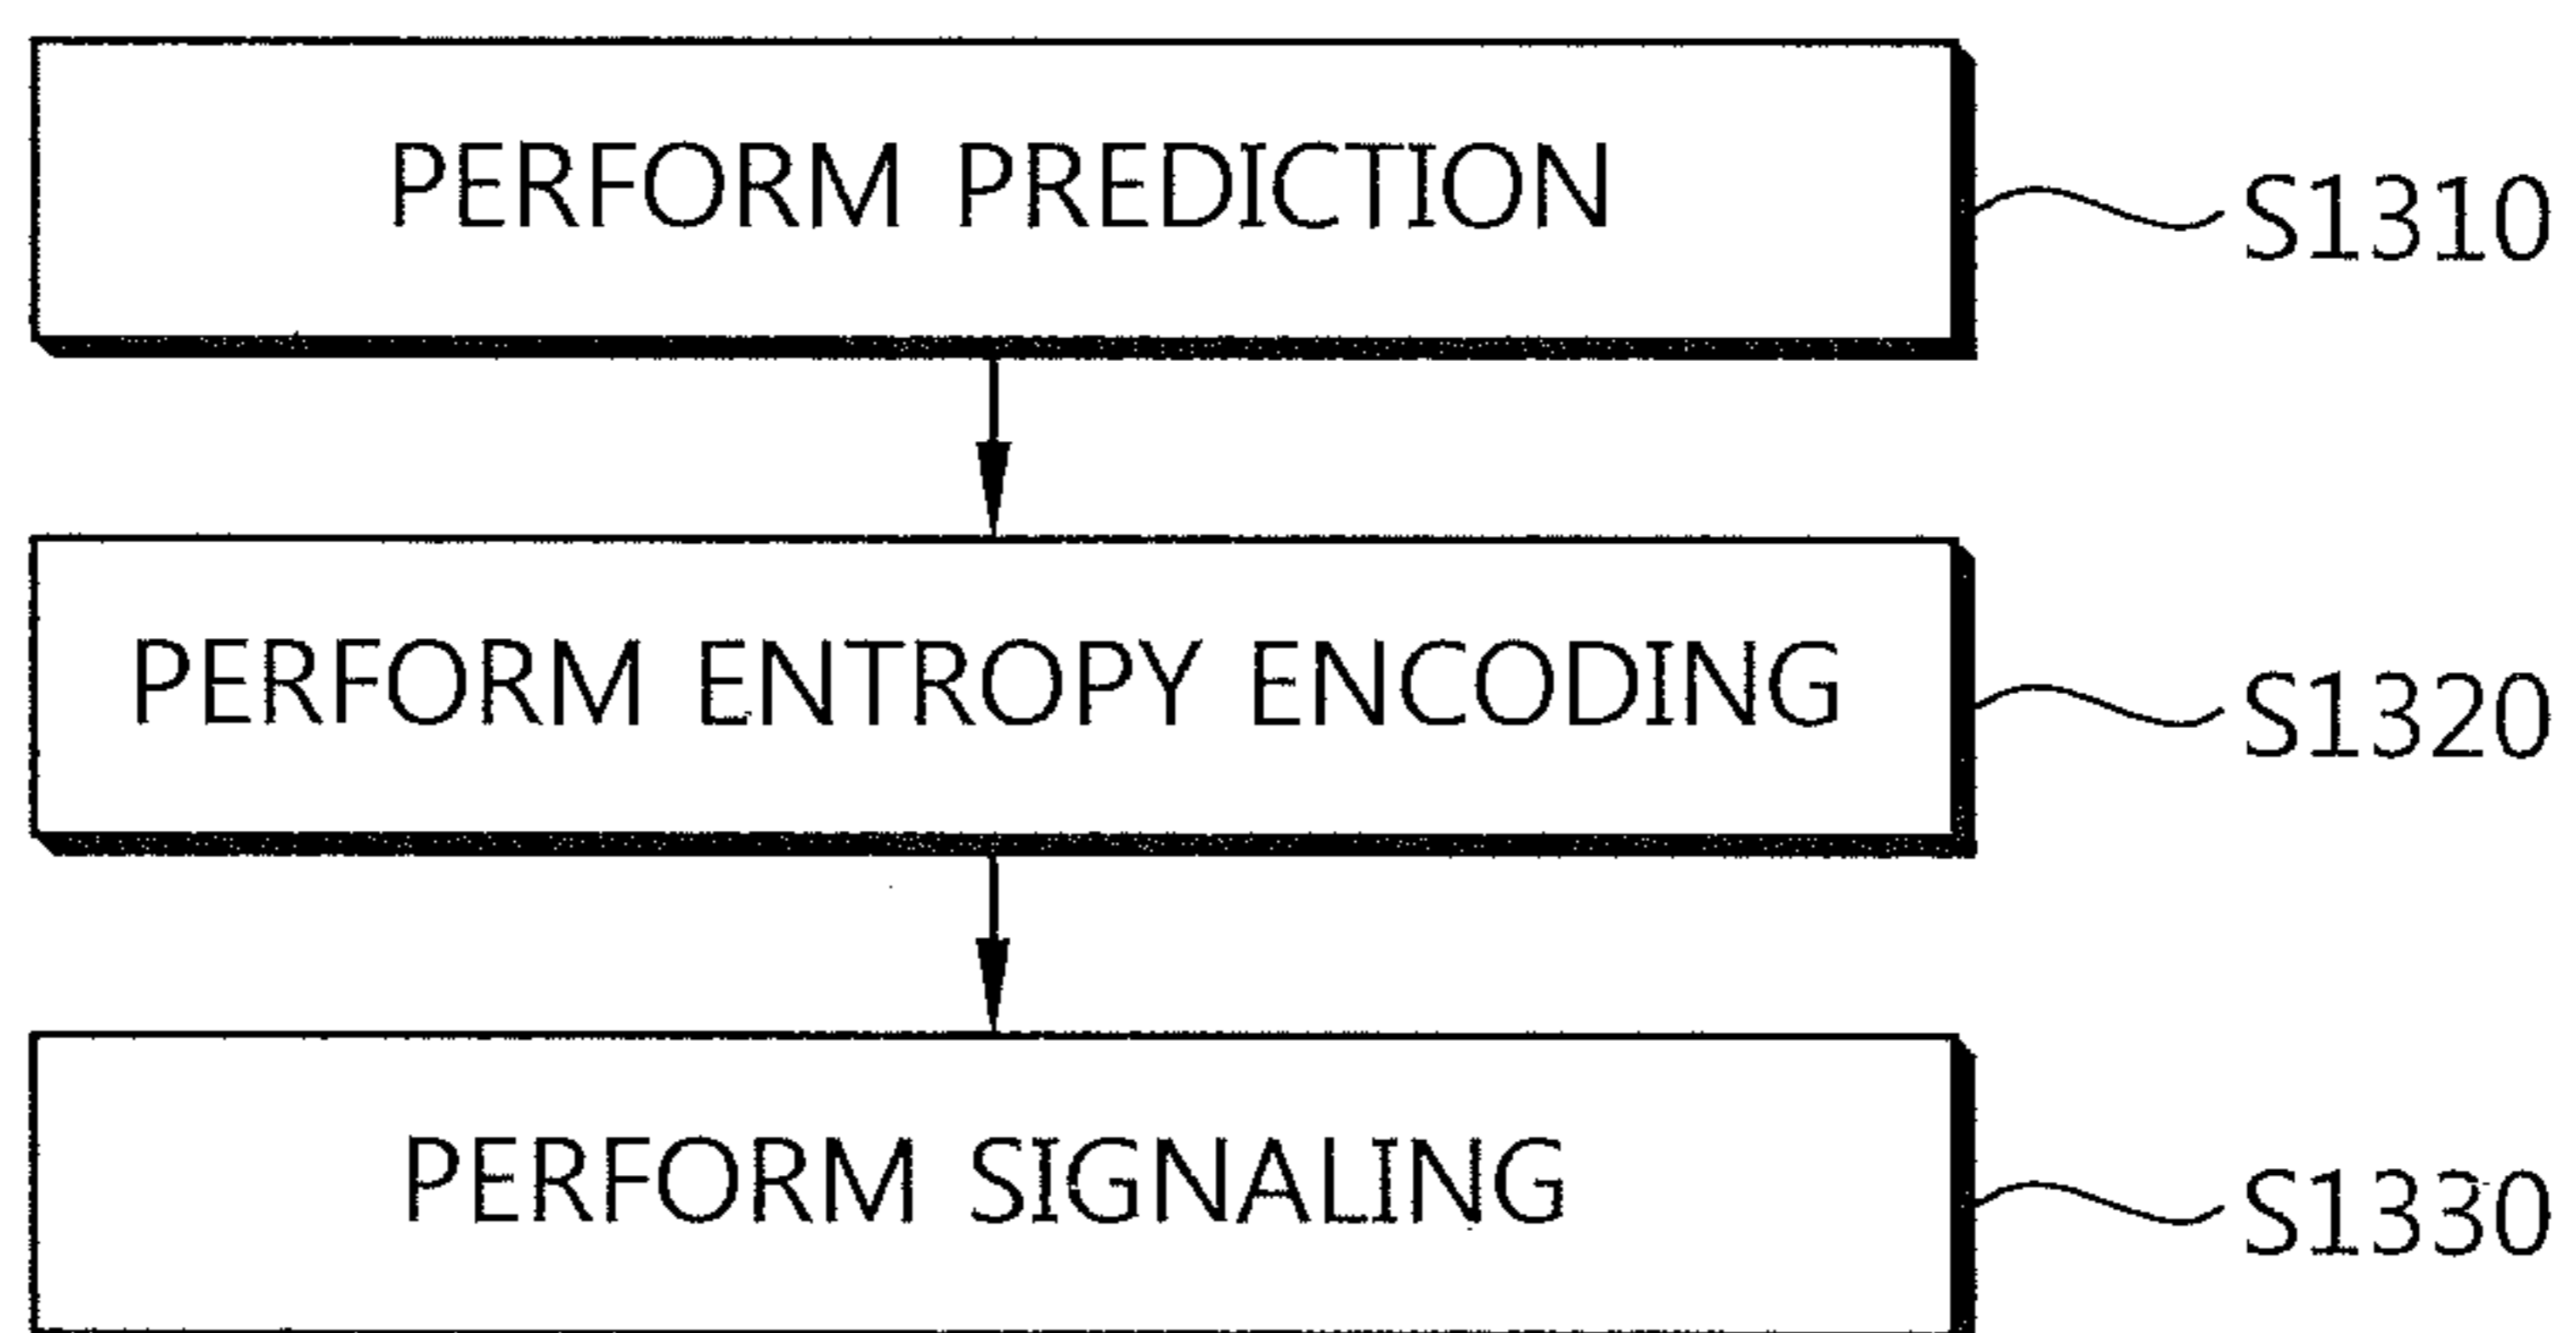 PERFORM PREDICTION
S1310
PERFORM ENTROPY ENCODING
S1320
PERFORM SIGNALING
S1330